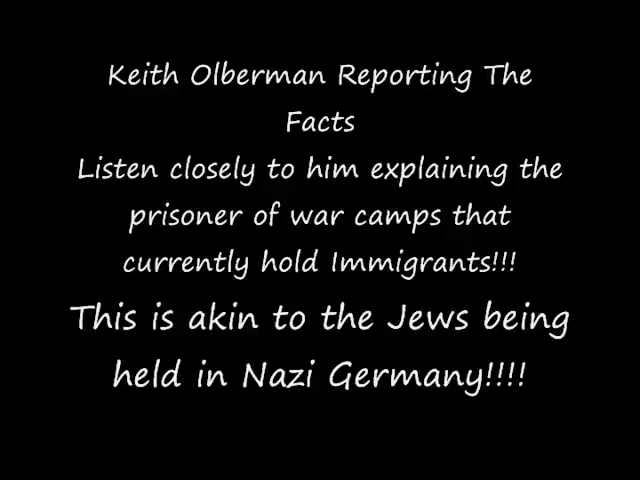 Keith Olberman Reporting The
Facts
Listen closely to him explaining the
prisoner of war camps that
currently hold Immigrants!!!
This is akin to the Jews being
held in Nazi Germany!!!!